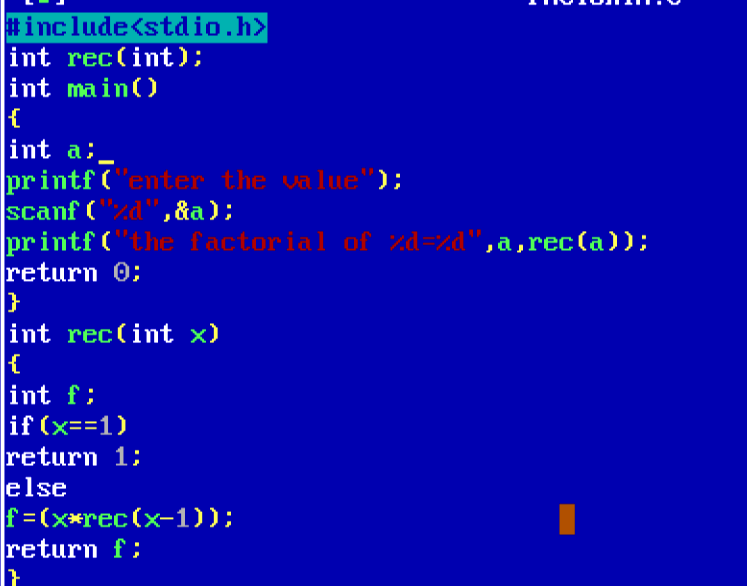 #include<stdio.h>
int rec(int);
int main()
{
int a;_
printf("enter the value");
scanf("%d",&a);
printf("the factorial of %d=%d",a,rec(a));
return 0;
}
int rec(int x)
{
int f;
if(x==1)
return 1;
else
f=(x*rec(x-1));
return f;
}